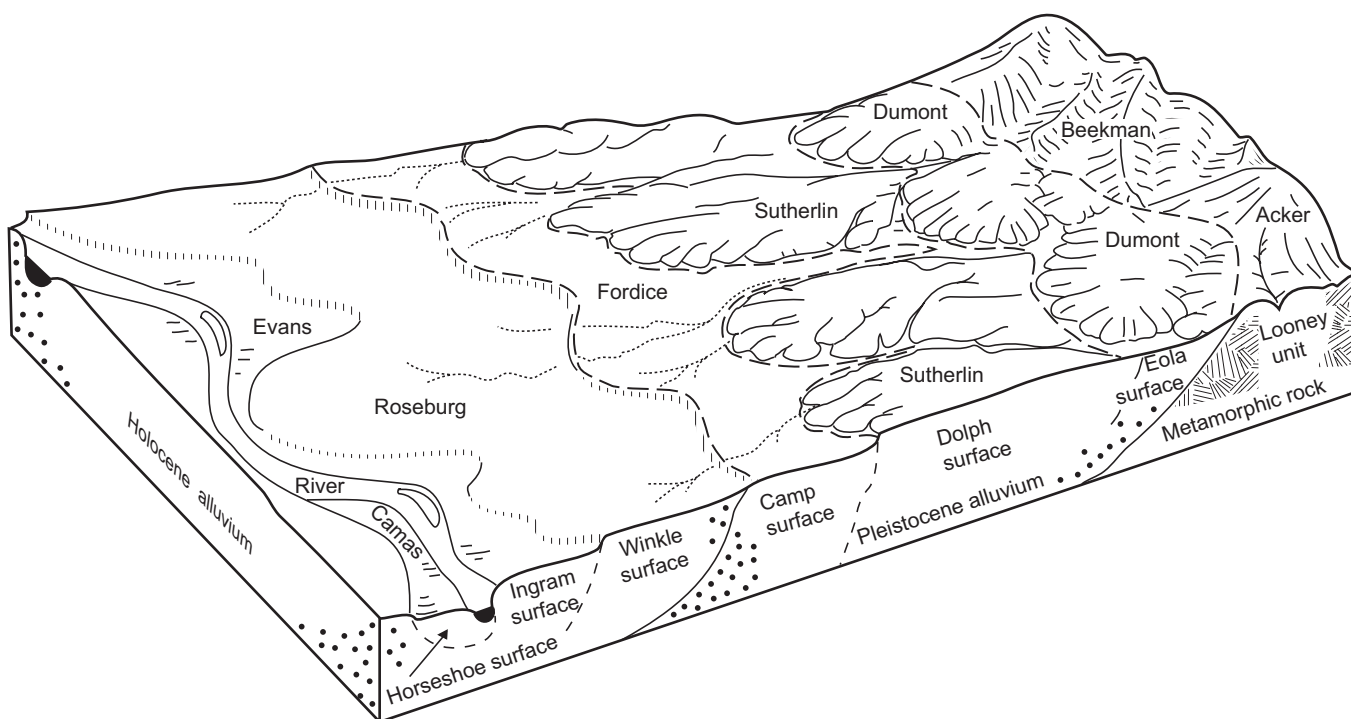 Dumont
Beekman
Sutherlin
Acker
Dumont
Fordice
Evans
Looney
unit
Eola
surface
Sutherlin
Roseburg
Metamorphic rock
Dolph
surface
Holocene alluvium
River
Camas
Camp
surface
Pleistocene alluvium
Winkle
surface
Ingram
surface
Horseshoe surface